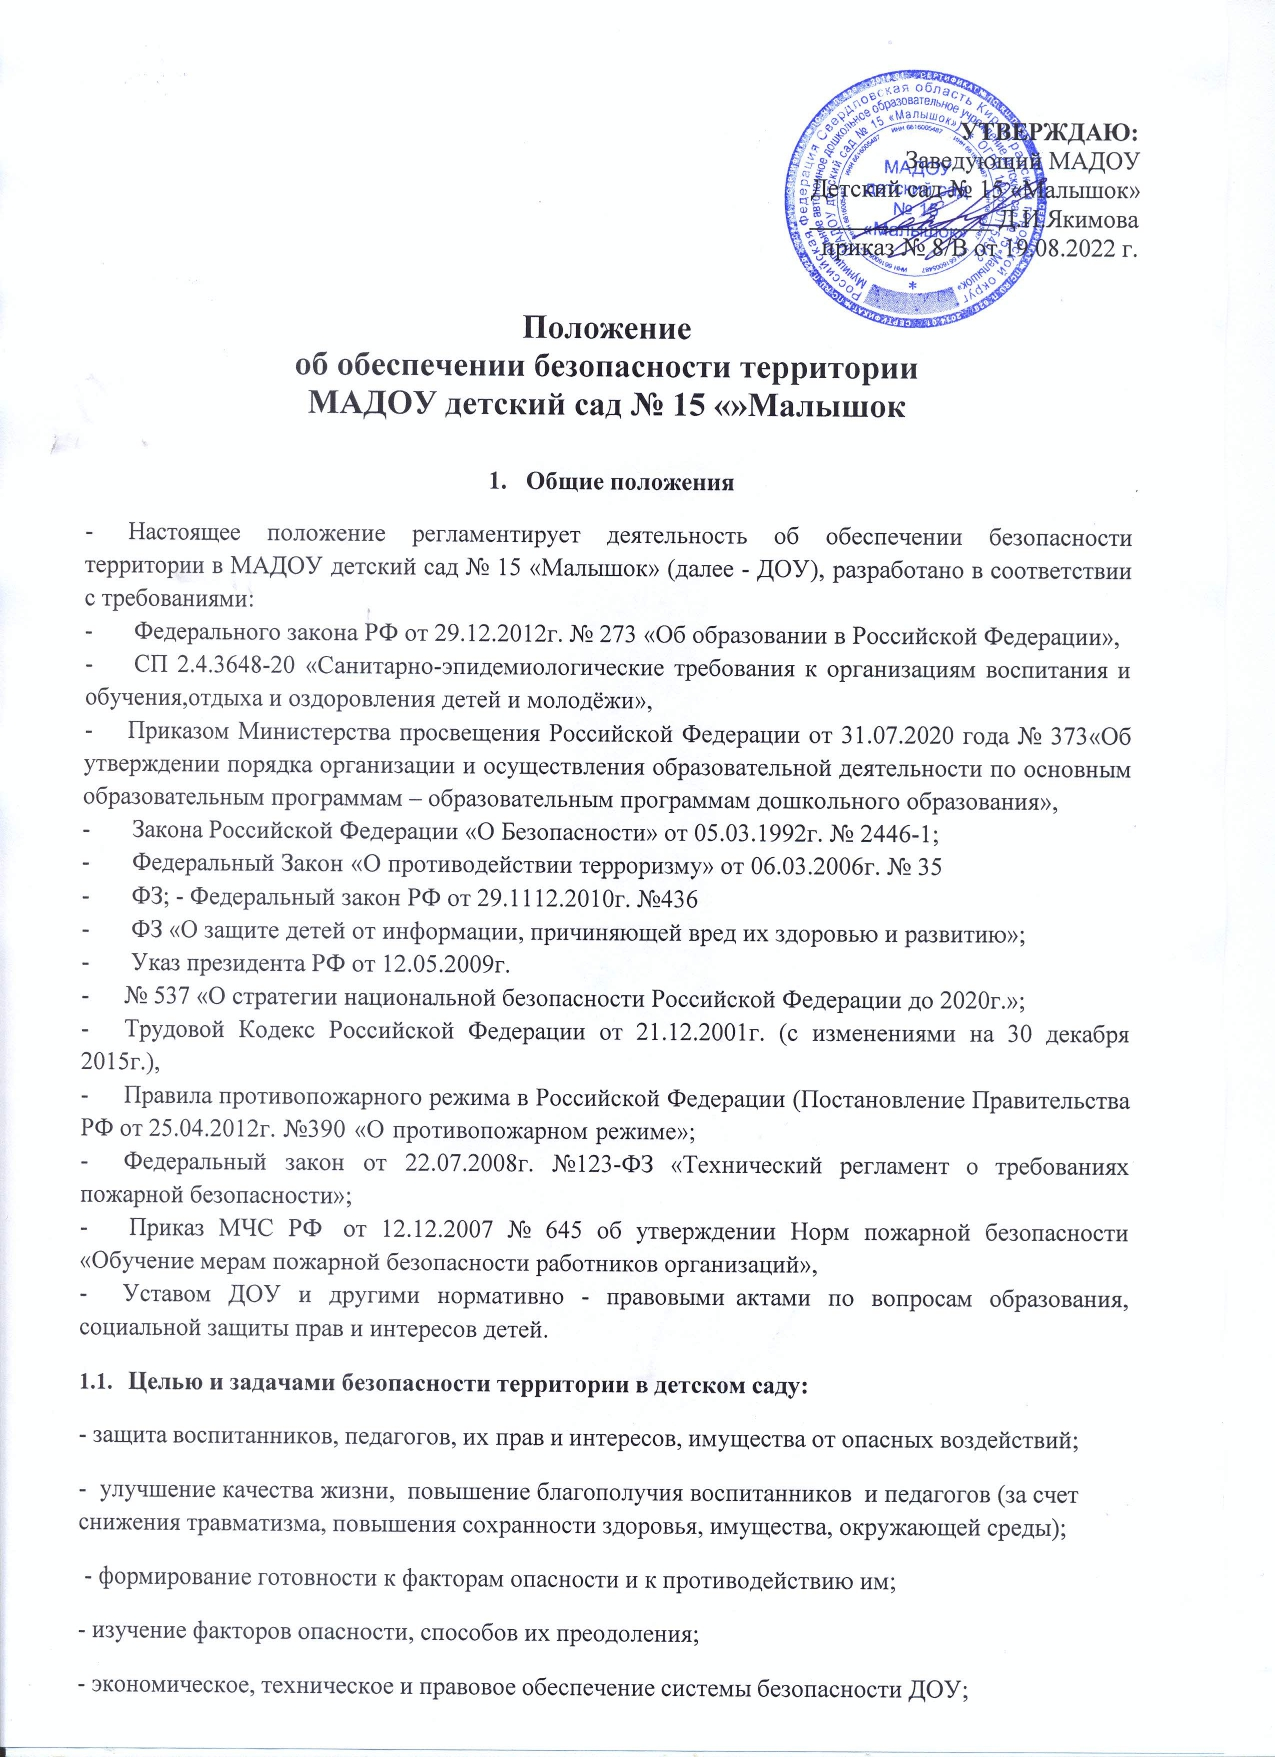 УТВЕРЖДАЮ:
Заведующий МАДОУ
Детский сад № 15 «Малышок»
Д.И.Якимова
приказ № 8/В от 19.08.2022 г.
МАДОУ
детский сад
№ 15
«Малышок»
Положение
об обеспечении безопасности территории
МАДОУ детский сад № 15 «»Малышок
1. Общие положения
- Настоящее положение регламентирует деятельность об обеспечении безопасности
территории в МАДОУ детский сад № 15 «Малышок» (далее - ДОУ), разработано в соответствии
с требованиями:
- Федерального закона РФ от 29.12.2012г. № 273 «Об образовании в Российской Федерации»,
- СП 2.4.3648-20 «Санитарно-эпидемиологические требования к организациям воспитания и
обучения,отдыха и оздоровления детей и молодёжи»,
- Приказом Министерства просвещения Российской Федерации от 31.07.2020 года № 373«Об
утверждении порядка организации и осуществления образовательной деятельности по основным
образовательным программам – образовательным программам дошкольного образования»,
- Закона Российской Федерации «О Безопасности» от 05.03.1992г. № 2446-1;
- Федеральный Закон «О противодействии терроризму» от 06.03.2006г. № 35
- ФЗ; - Федеральный закон РФ от 29.1112.2010г. №436
- ФЗ «О защите детей от информации, причиняющей вред их здоровью и развитию»;
- Указ президента РФ от 12.05.2009г.
- № 537 «О стратегии национальной безопасности Российской Федерации до 2020г.»;
- Трудовой Кодекс Российской Федерации от 21.12.2001г. (с изменениями на 30 декабря
2015г.),
- Правила противопожарного режима в Российской Федерации (Постановление Правительства
РФ от 25.04.2012г. №390 «О противопожарном режиме»;
- Федеральный закон от 22.07.2008г. №123-ФЗ «Технический регламент о требованиях
пожарной безопасности»;
- Приказ МЧС РФ от 12.12.2007 № 645 об утверждении Норм пожарной безопасности
«Обучение мерам пожарной безопасности работников организаций»,
- Уставом ДОУ и другими нормативно - правовыми актами по вопросам образования,
социальной защиты прав и интересов детей.
1.1. Целью и задачами безопасности территории в детском саду:
- защита воспитанников, педагогов, их прав и интересов, имущества от опасных воздействий;
- улучшение качества жизни, повышение благополучия воспитанников и педагогов (за счет
снижения травматизма, повышения сохранности здоровья, имущества, окружающей среды);
- формирование готовности к факторам опасности и к противодействию им;
- изучение факторов опасности, способов их преодоления;
- экономическое, техническое и правовое обеспечение системы безопасности ДОУ;